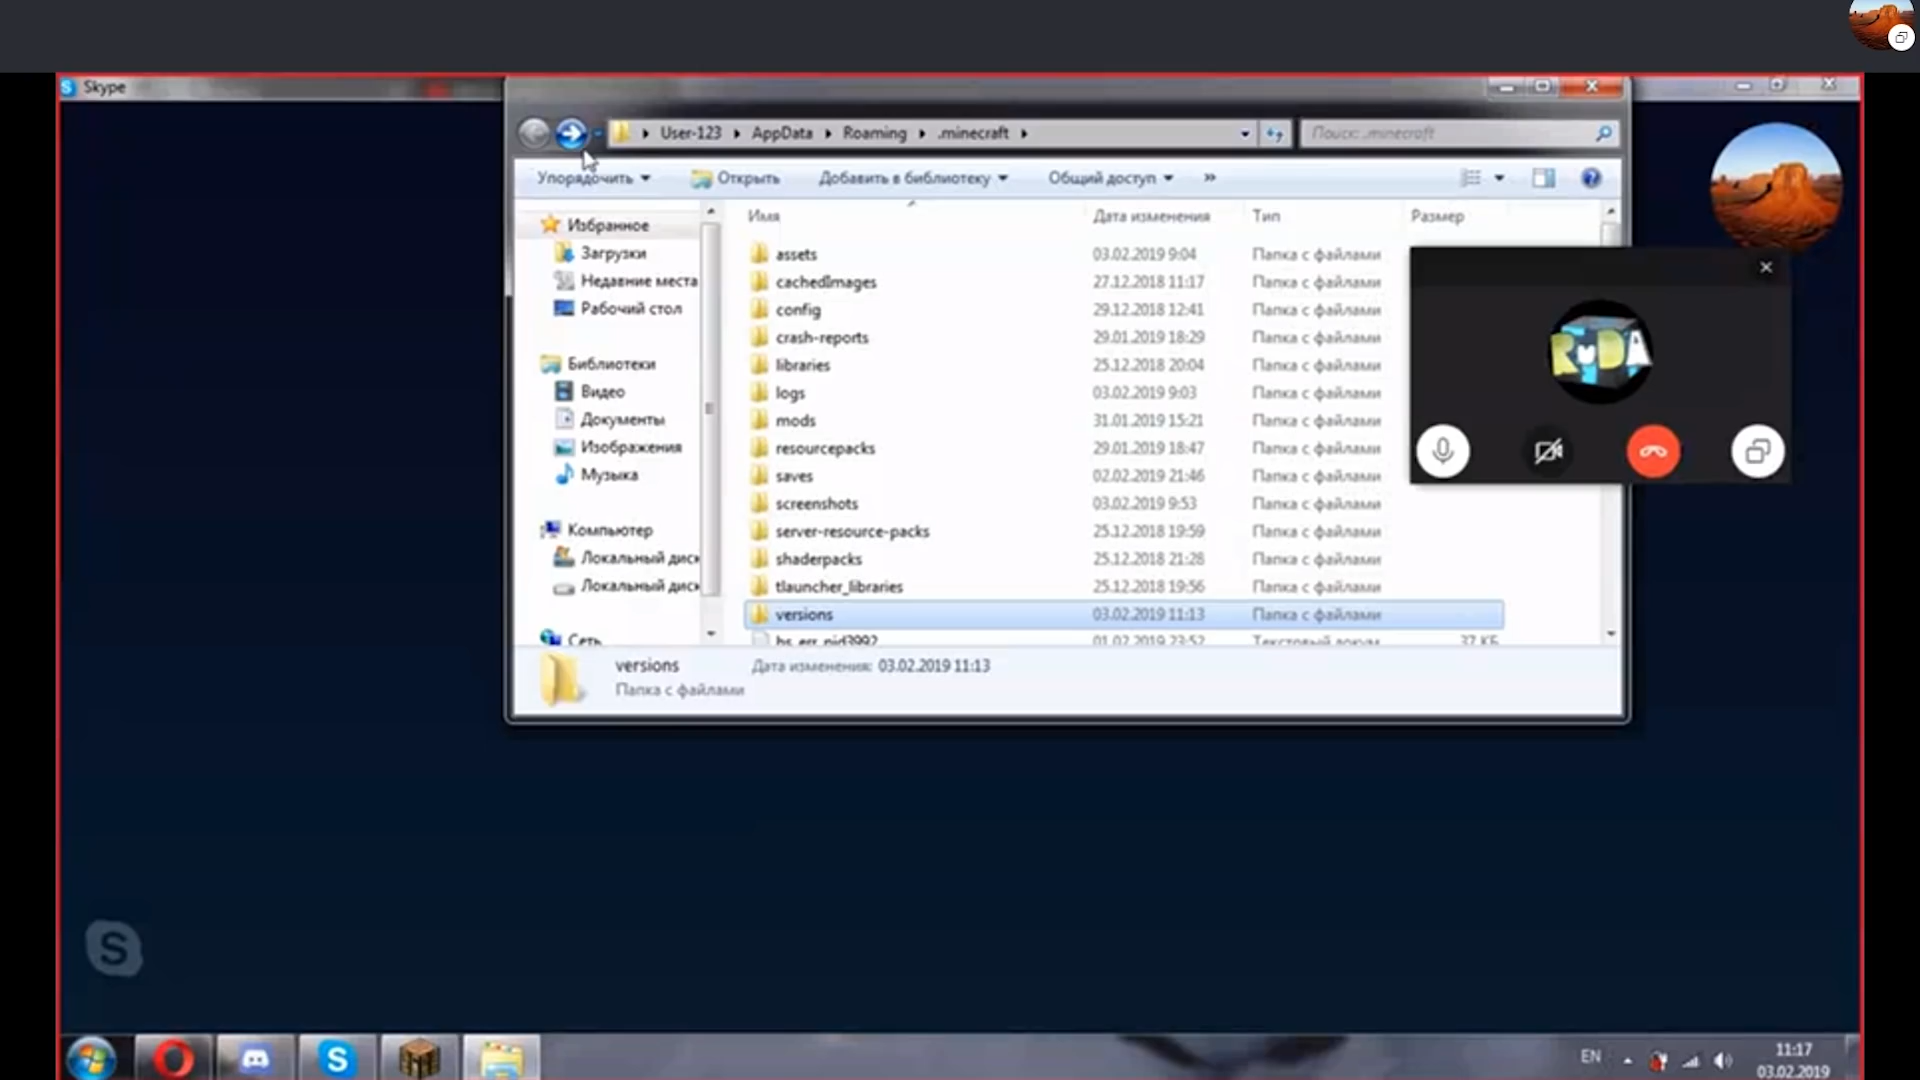 Skype
User-123 AppData Roaming .minecraft
Поиск: .minecraft
Упорядочить Открыть Добавить в библиотеку Общий доступ »
Имя Дата изменения Тип Размер
Избранное
Загрузки
Недавние места
Рабочий стол
Библиотеки
Видео
Документы
Изображения
Музыка
Компьютер
Локальный диск
Локальный диск
Сеть
assets 03.02.2019 9:04 Папка с файлами
cachedImages 27.12.2018 11:17 Папка с файлами
config 29.12.2018 12:41 Папка с файлами
crash-reports 29.01.2019 18:29 Папка с файлами
libraries 25.12.2018 20:04 Папка с файлами
logs 03.02.2019 9:03 Папка с файлами
mods 31.01.2019 15:21 Папка с файлами
resourcepacks 29.01.2019 18:47 Папка с файлами
saves 02.02.2019 21:46 Папка с файлами
screenshots 03.02.2019 9:53 Папка с файлами
server-resource-packs 25.12.2018 19:59 Папка с файлами
shaderpacks 25.12.2018 21:28 Папка с файлами
tlauncher_libraries 25.12.2018 19:56 Папка с файлами
versions 03.02.2019 11:13 Папка с файлами
hs_err_pid3992 01.02.2019 23:52 Текстовый докум... 37 КБ
versions Дата изменения: 03.02.2019 11:13
Папка с файлами
RuDA
EN
11:17
03.02.2019